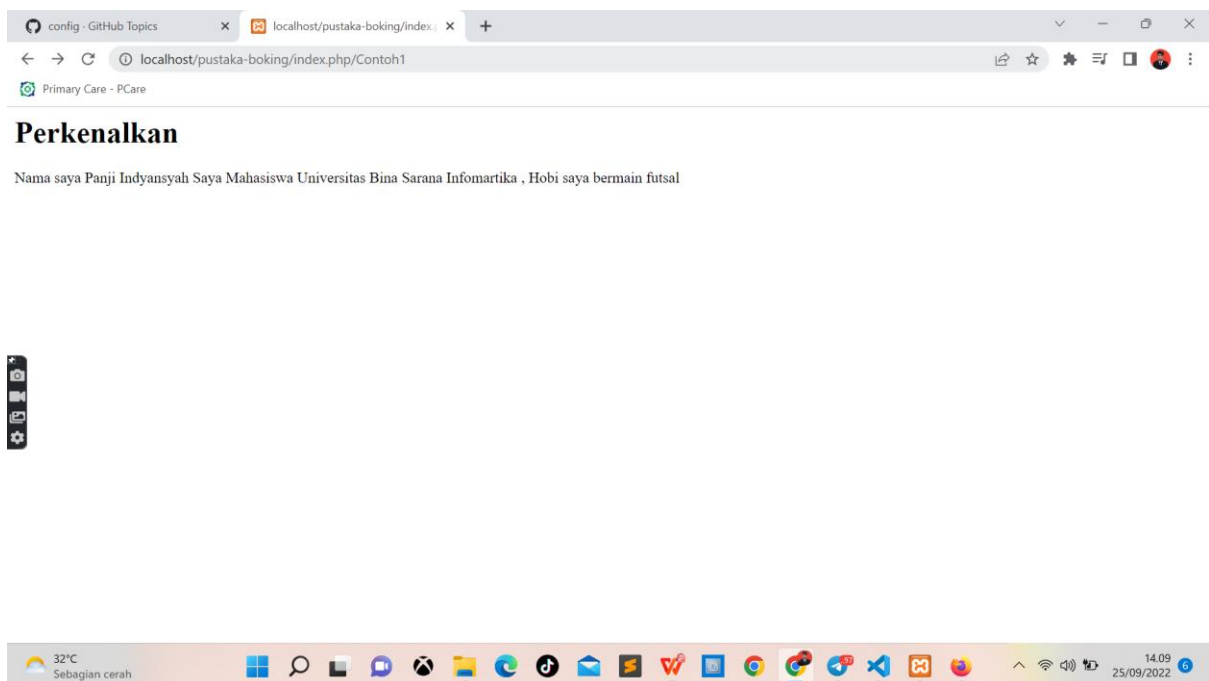 config · GitHub Topics
localhost/pustaka-boking/index.
localhost/pustaka-boking/index.php/Contoh1
Primary Care - PCare
Perkenalkan
Nama saya Panji Indyansyah Saya Mahasiswa Universitas Bina Sarana Infomartika , Hobi saya bermain futsal
32°C
Sebagian cerah
14.09
25/09/2022
6